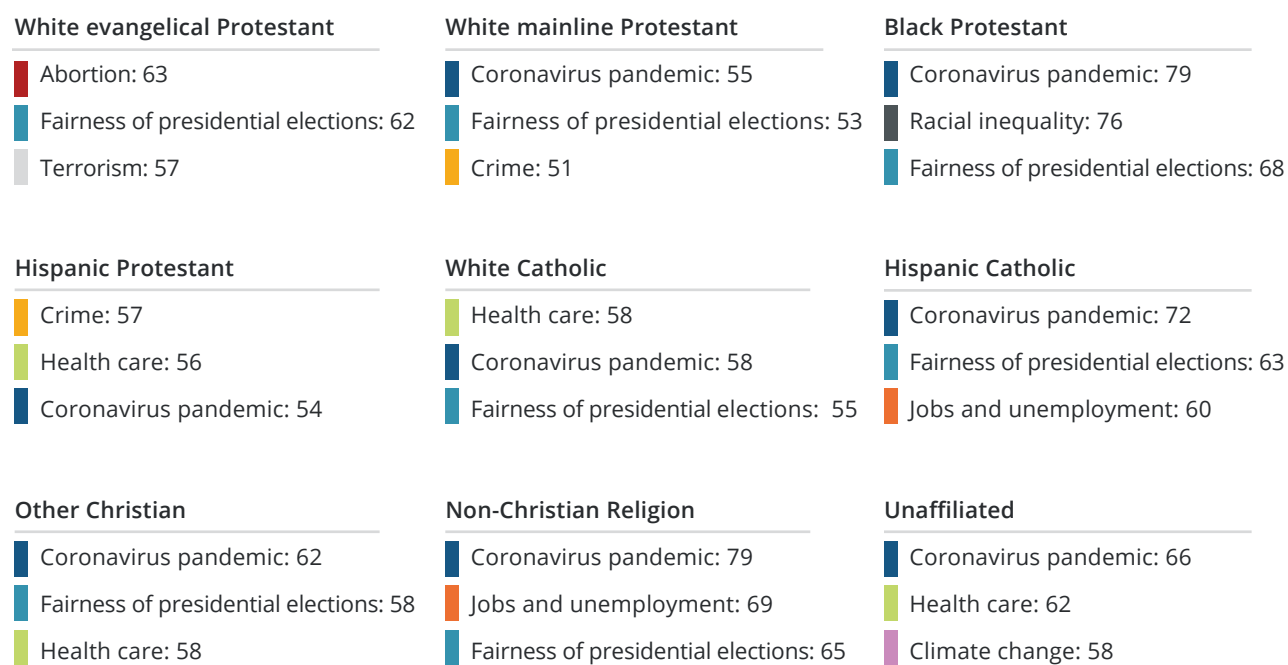 White evangelical Protestant
Abortion: 63
Fairness of presidential elections: 62
Terrorism: 57
White mainline Protestant
Coronavirus pandemic: 55
Fairness of presidential elections: 53
Crime: 51
Black Protestant
Coronavirus pandemic: 79
Racial inequality: 76
Fairness of presidential elections: 68
Hispanic Protestant
Crime: 57
Health care: 56
Coronavirus pandemic: 54
White Catholic
Health care: 58
Coronavirus pandemic: 58
Fairness of presidential elections: 55
Hispanic Catholic
Coronavirus pandemic: 72
Fairness of presidential elections: 63
Jobs and unemployment: 60
Other Christian
Coronavirus pandemic: 62
Fairness of presidential elections: 58
Health care: 58
Non-Christian Religion
Coronavirus pandemic: 79
Jobs and unemployment: 69
Fairness of presidential elections: 65
Unaffiliated
Coronavirus pandemic: 66
Health care: 62
Climate change: 58